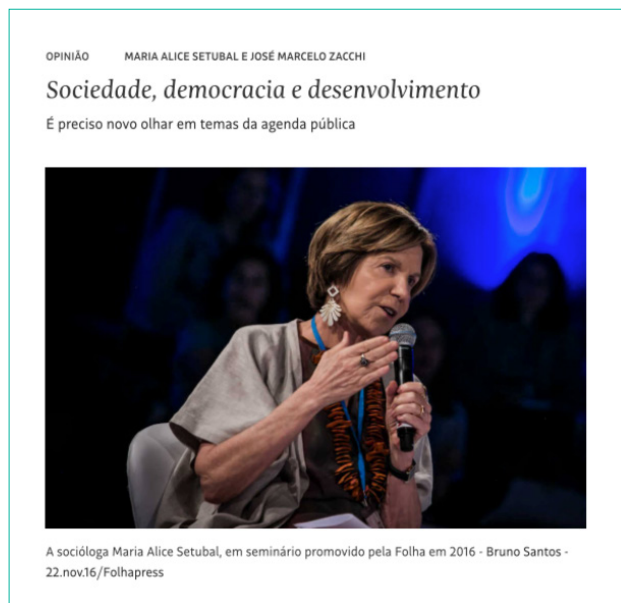 OPINIÃO MARIA ALICE SETUBAL E JOSÉ MARCELO ZACCHI
Sociedade, democracia e desenvolvimento
É preciso novo olhar em temas da agenda pública
A socióloga Maria Alice Setubal, em seminário promovido pela Folha em 2016 - Bruno Santos -
22.nov.16/Folhapress